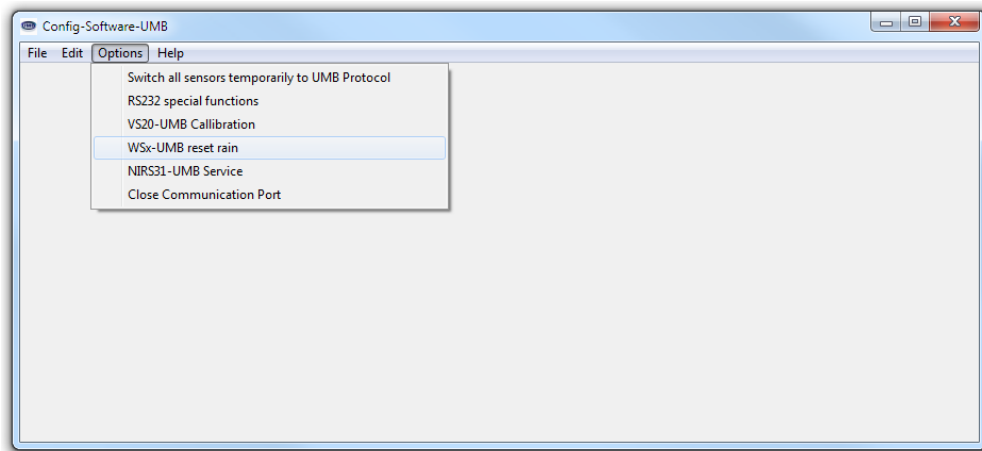 Config-Software-UMB
File Edit Options Help
Switch all sensors temporarily to UMB Protocol
RS232 special functions
VS20-UMB Callibration
WSx-UMB reset rain
NIRS31-UMB Service
Close Communication Port